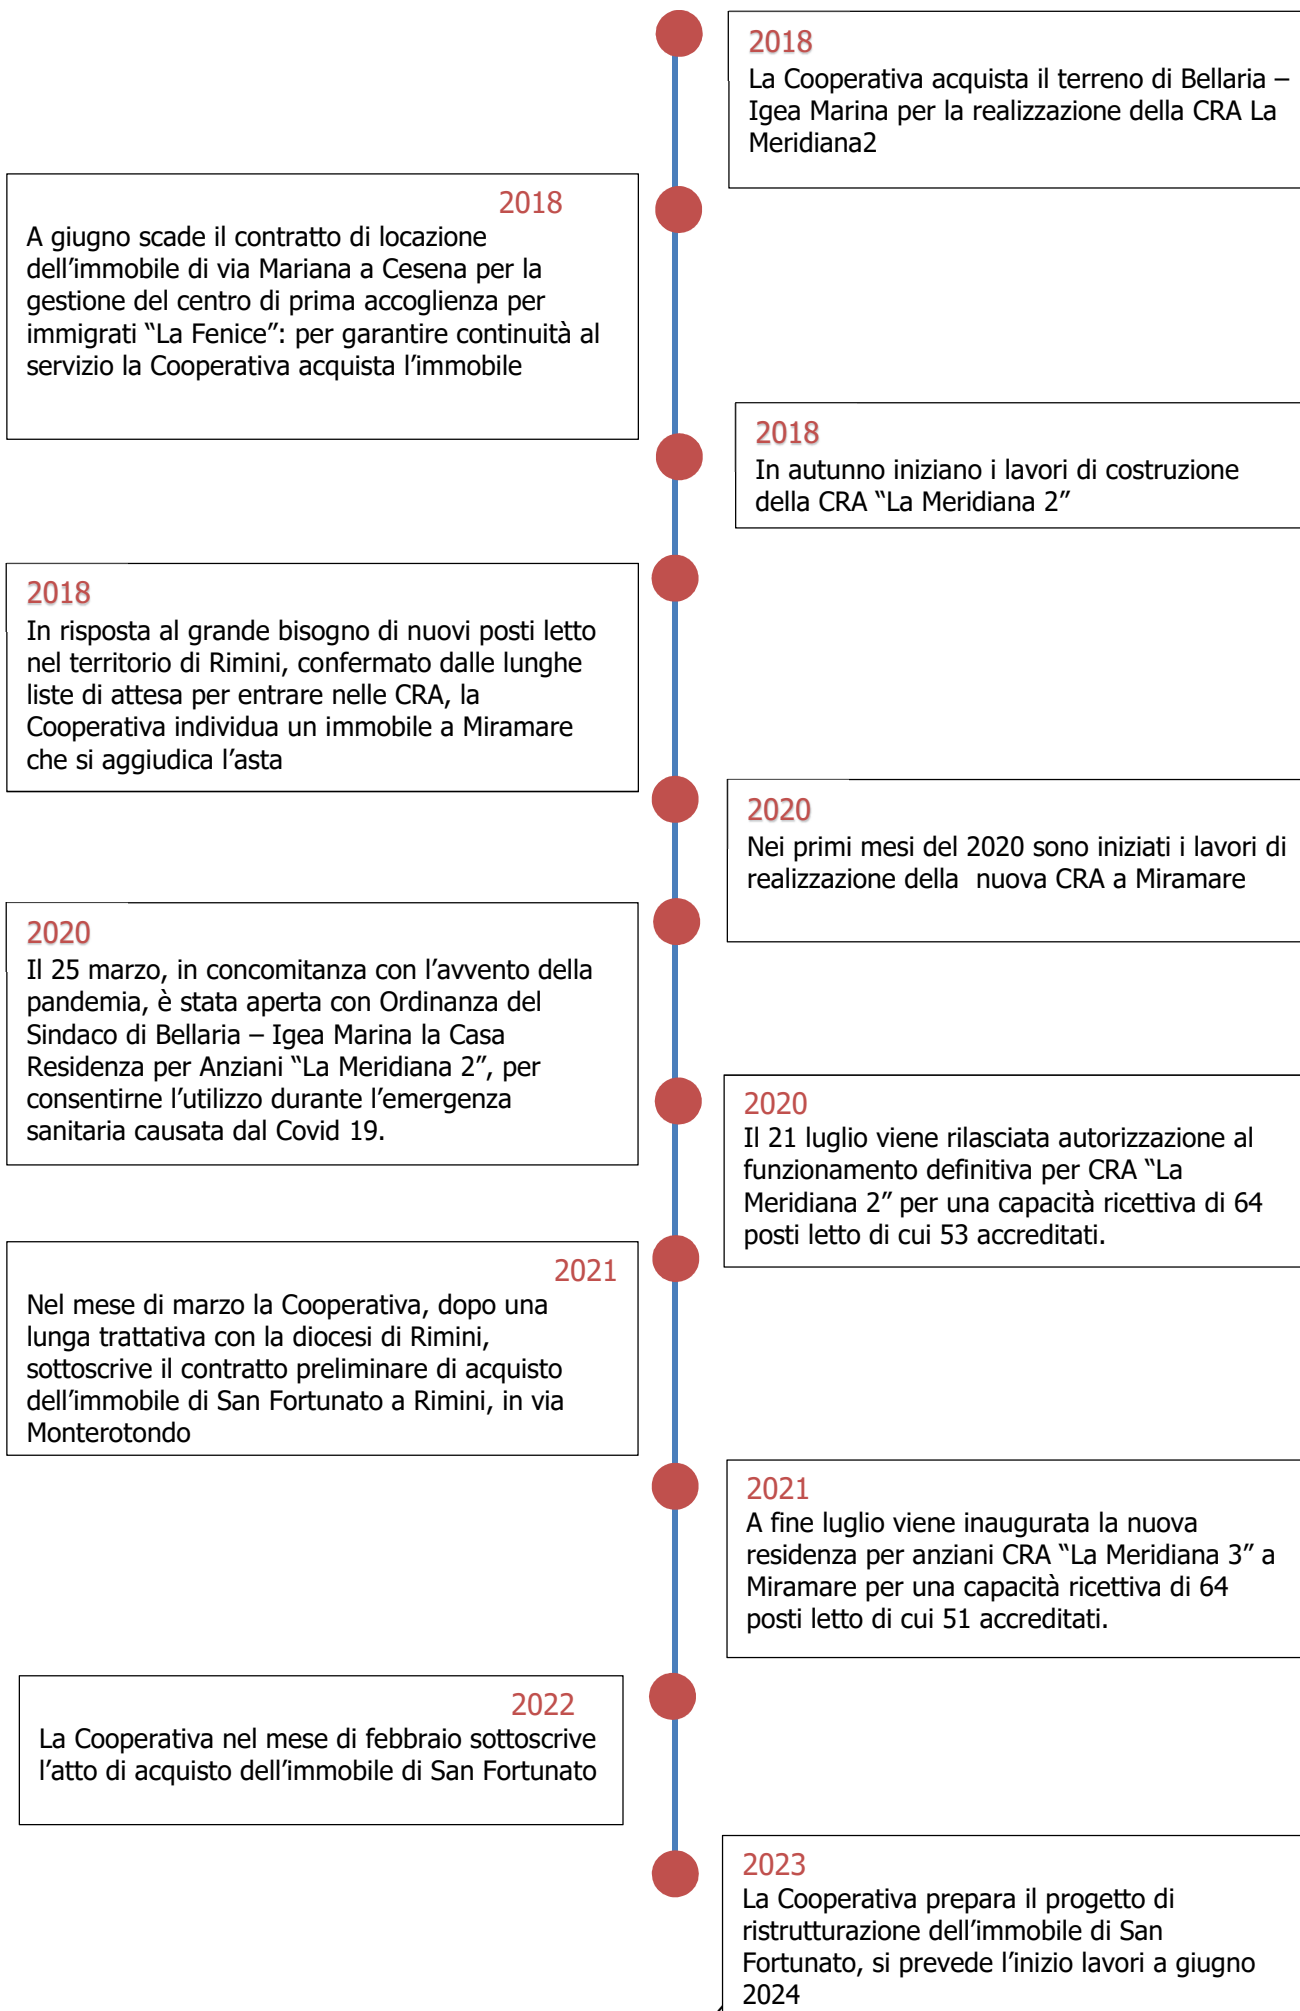 2018
La Cooperativa acquista il terreno di Bellaria –
Igea Marina per la realizzazione della CRA La
Meridiana2
2018
A giugno scade il contratto di locazione
dell’immobile di via Mariana a Cesena per la
gestione del centro di prima accoglienza per
immigrati “La Fenice”: per garantire continuità al
servizio la Cooperativa acquista l’immobile
2018
In autunno iniziano i lavori di costruzione
della CRA “La Meridiana 2”
2018
In risposta al grande bisogno di nuovi posti letto
nel territorio di Rimini, confermato dalle lunghe
liste di attesa per entrare nelle CRA, la
Cooperativa individua un immobile a Miramare
che si aggiudica l’asta
2020
Nei primi mesi del 2020 sono iniziati i lavori di
realizzazione della  nuova CRA a Miramare
2020
Il 25 marzo, in concomitanza con l’avvento della
pandemia, è stata aperta con Ordinanza del
Sindaco di Bellaria – Igea Marina la Casa
Residenza per Anziani “La Meridiana 2”, per
consentirne l’utilizzo durante l’emergenza
sanitaria causata dal Covid 19.
2020
Il 21 luglio viene rilasciata autorizzazione al
funzionamento definitiva per CRA “La
Meridiana 2” per una capacità ricettiva di 64
posti letto di cui 53 accreditati.
2021
Nel mese di marzo la Cooperativa, dopo una
lunga trattativa con la diocesi di Rimini,
sottoscrive il contratto preliminare di acquisto
dell’immobile di San Fortunato a Rimini, in via
Monterotondo
2021
A fine luglio viene inaugurata la nuova
residenza per anziani CRA “La Meridiana 3” a
Miramare per una capacità ricettiva di 64
posti letto di cui 51 accreditati.
2022
La Cooperativa nel mese di febbraio sottoscrive
l’atto di acquisto dell’immobile di San Fortunato
2023
La Cooperativa prepara il progetto di
ristrutturazione dell’immobile di San
Fortunato, si prevede l’inizio lavori a giugno
2024